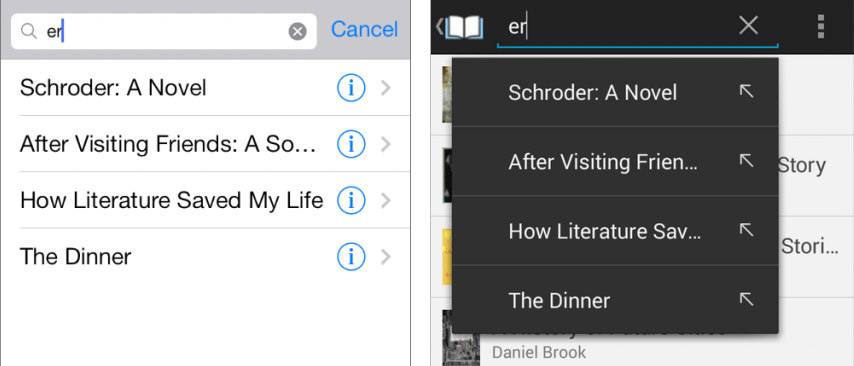 er
Cancel
Schroder: A Novel
After Visiting Friends: A So...
How Literature Saved My Life
The Dinner
er
Schroder: A Novel
After Visiting Frien...
Story
How Literature Sav...
Stori...
The Dinner
Daniel Brook